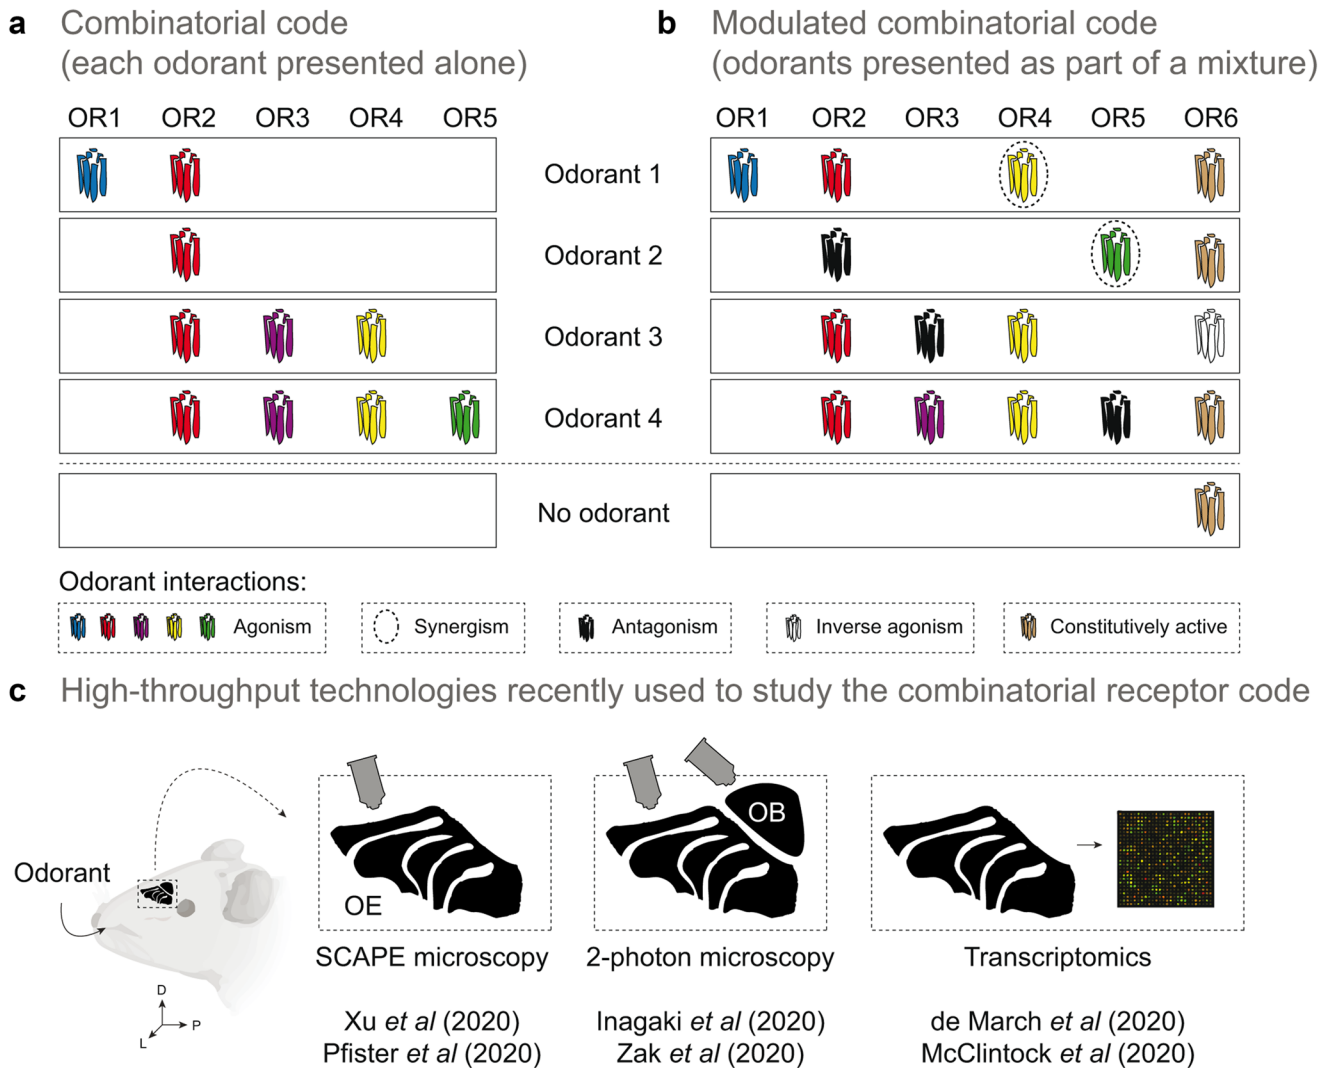 a Combinatorial code
(each odorant presented alone)
b Modulated combinatorial code
(odorants presented as part of a mixture)
OR1 OR2 OR3 OR4 OR5
OR1 OR2 OR3 OR4 OR5 OR6
Odorant 1
Odorant 2
Odorant 3
Odorant 4
No odorant
Odorant interactions:
Agonism
Synergism
Antagonism
Inverse agonism
Constitutively active
c High-throughput technologies recently used to study the combinatorial receptor code
Odorant
D
P
L
OE
SCAPE microscopy
Xu et al (2020)
Pfister et al (2020)
OB
2-photon microscopy
Inagaki et al (2020)
Zak et al (2020)
Transcriptomics
de March et al (2020)
McClintock et al (2020)